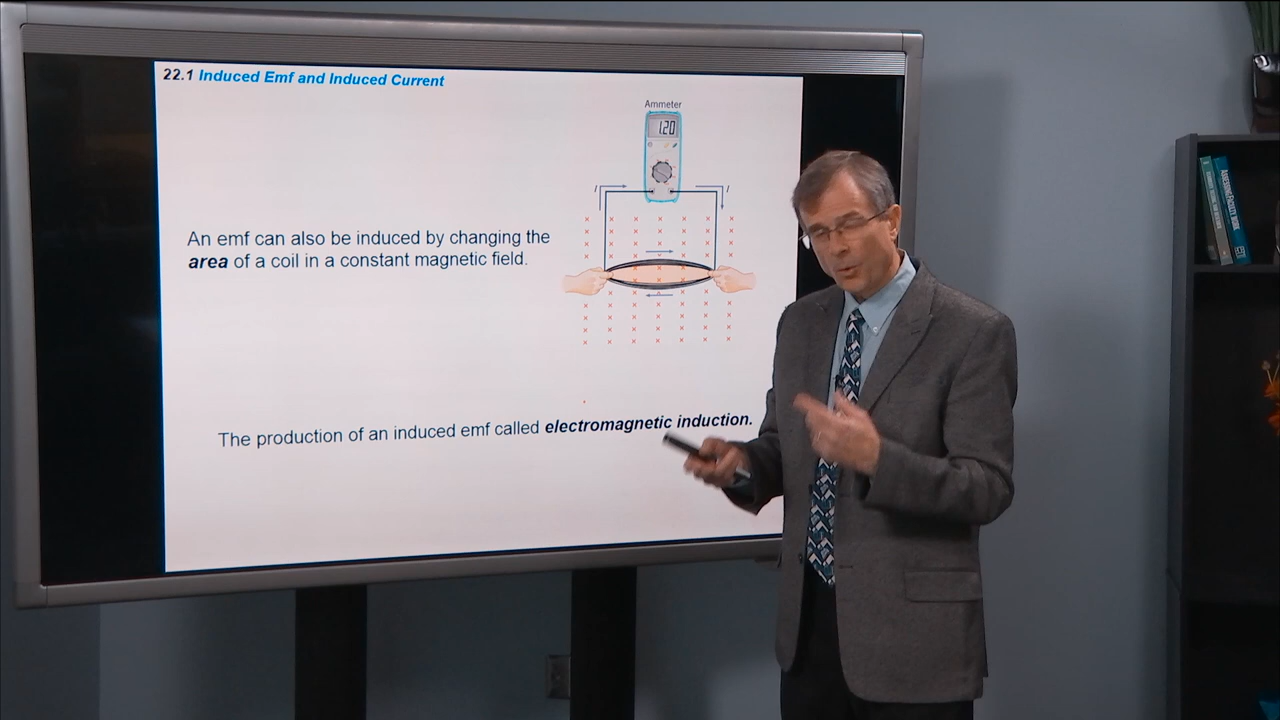 22.1 Induced Emf and Induced Current
Ammeter
1.20
I
I
An emf can also be induced by changing the
area of a coil in a constant magnetic field.
The production of an induced emf called electromagnetic induction.